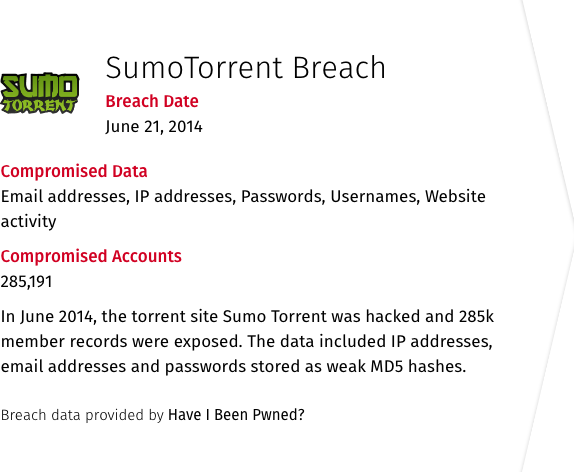 SUMO
TORRENT
SumoTorrent Breach
Breach Date
June 21, 2014
Compromised Data
Email addresses, IP addresses, Passwords, Usernames, Website
activity
Compromised Accounts
285,191
In June 2014, the torrent site Sumo Torrent was hacked and 285k
member records were exposed. The data included IP addresses,
email addresses and passwords stored as weak MD5 hashes.
Breach data provided by Have I Been Pwned?